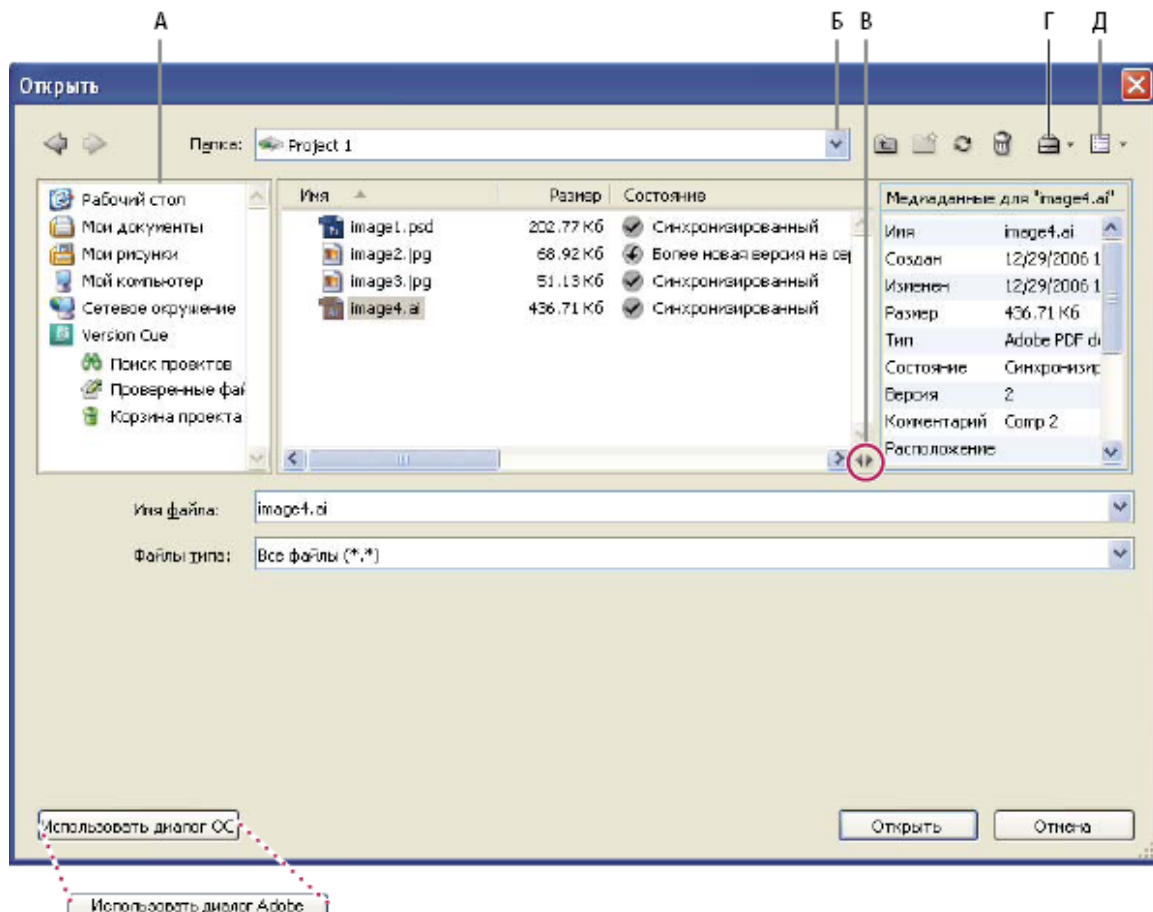 А Б В Г Д
Открыть
Папка: Project 1
Рабочий стол
Мои документы
Мои рисунки
Мой компьютер
Сетевое окружение
Version Cue
Поиск проектов
Проверенные фай
Корзина проекта
Имя Размер Состояние
image1.psd 202.77 Кб Синхронизированный
image2.jpg 68.92 Кб Более новая версия на сер
image3.jpg 51.13 Кб Синхронизированный
image4.ai 436.71 Кб Синхронизированный
Медиаданные для "image4.ai"
Имя image4.ai
Создан 12/29/2006 1
Изменен 12/29/2006 1
Размер 436.71 Кб
Тип Adobe PDF do
Состояние Синхронизир
Версия 2
Комментарий Comp 2
Расположение
Имя файла: image4.ai
Файлы типа: Все файлы (*.*)
Использовать диалог ОС Открыть Отмена
Использовать диалог Adobe